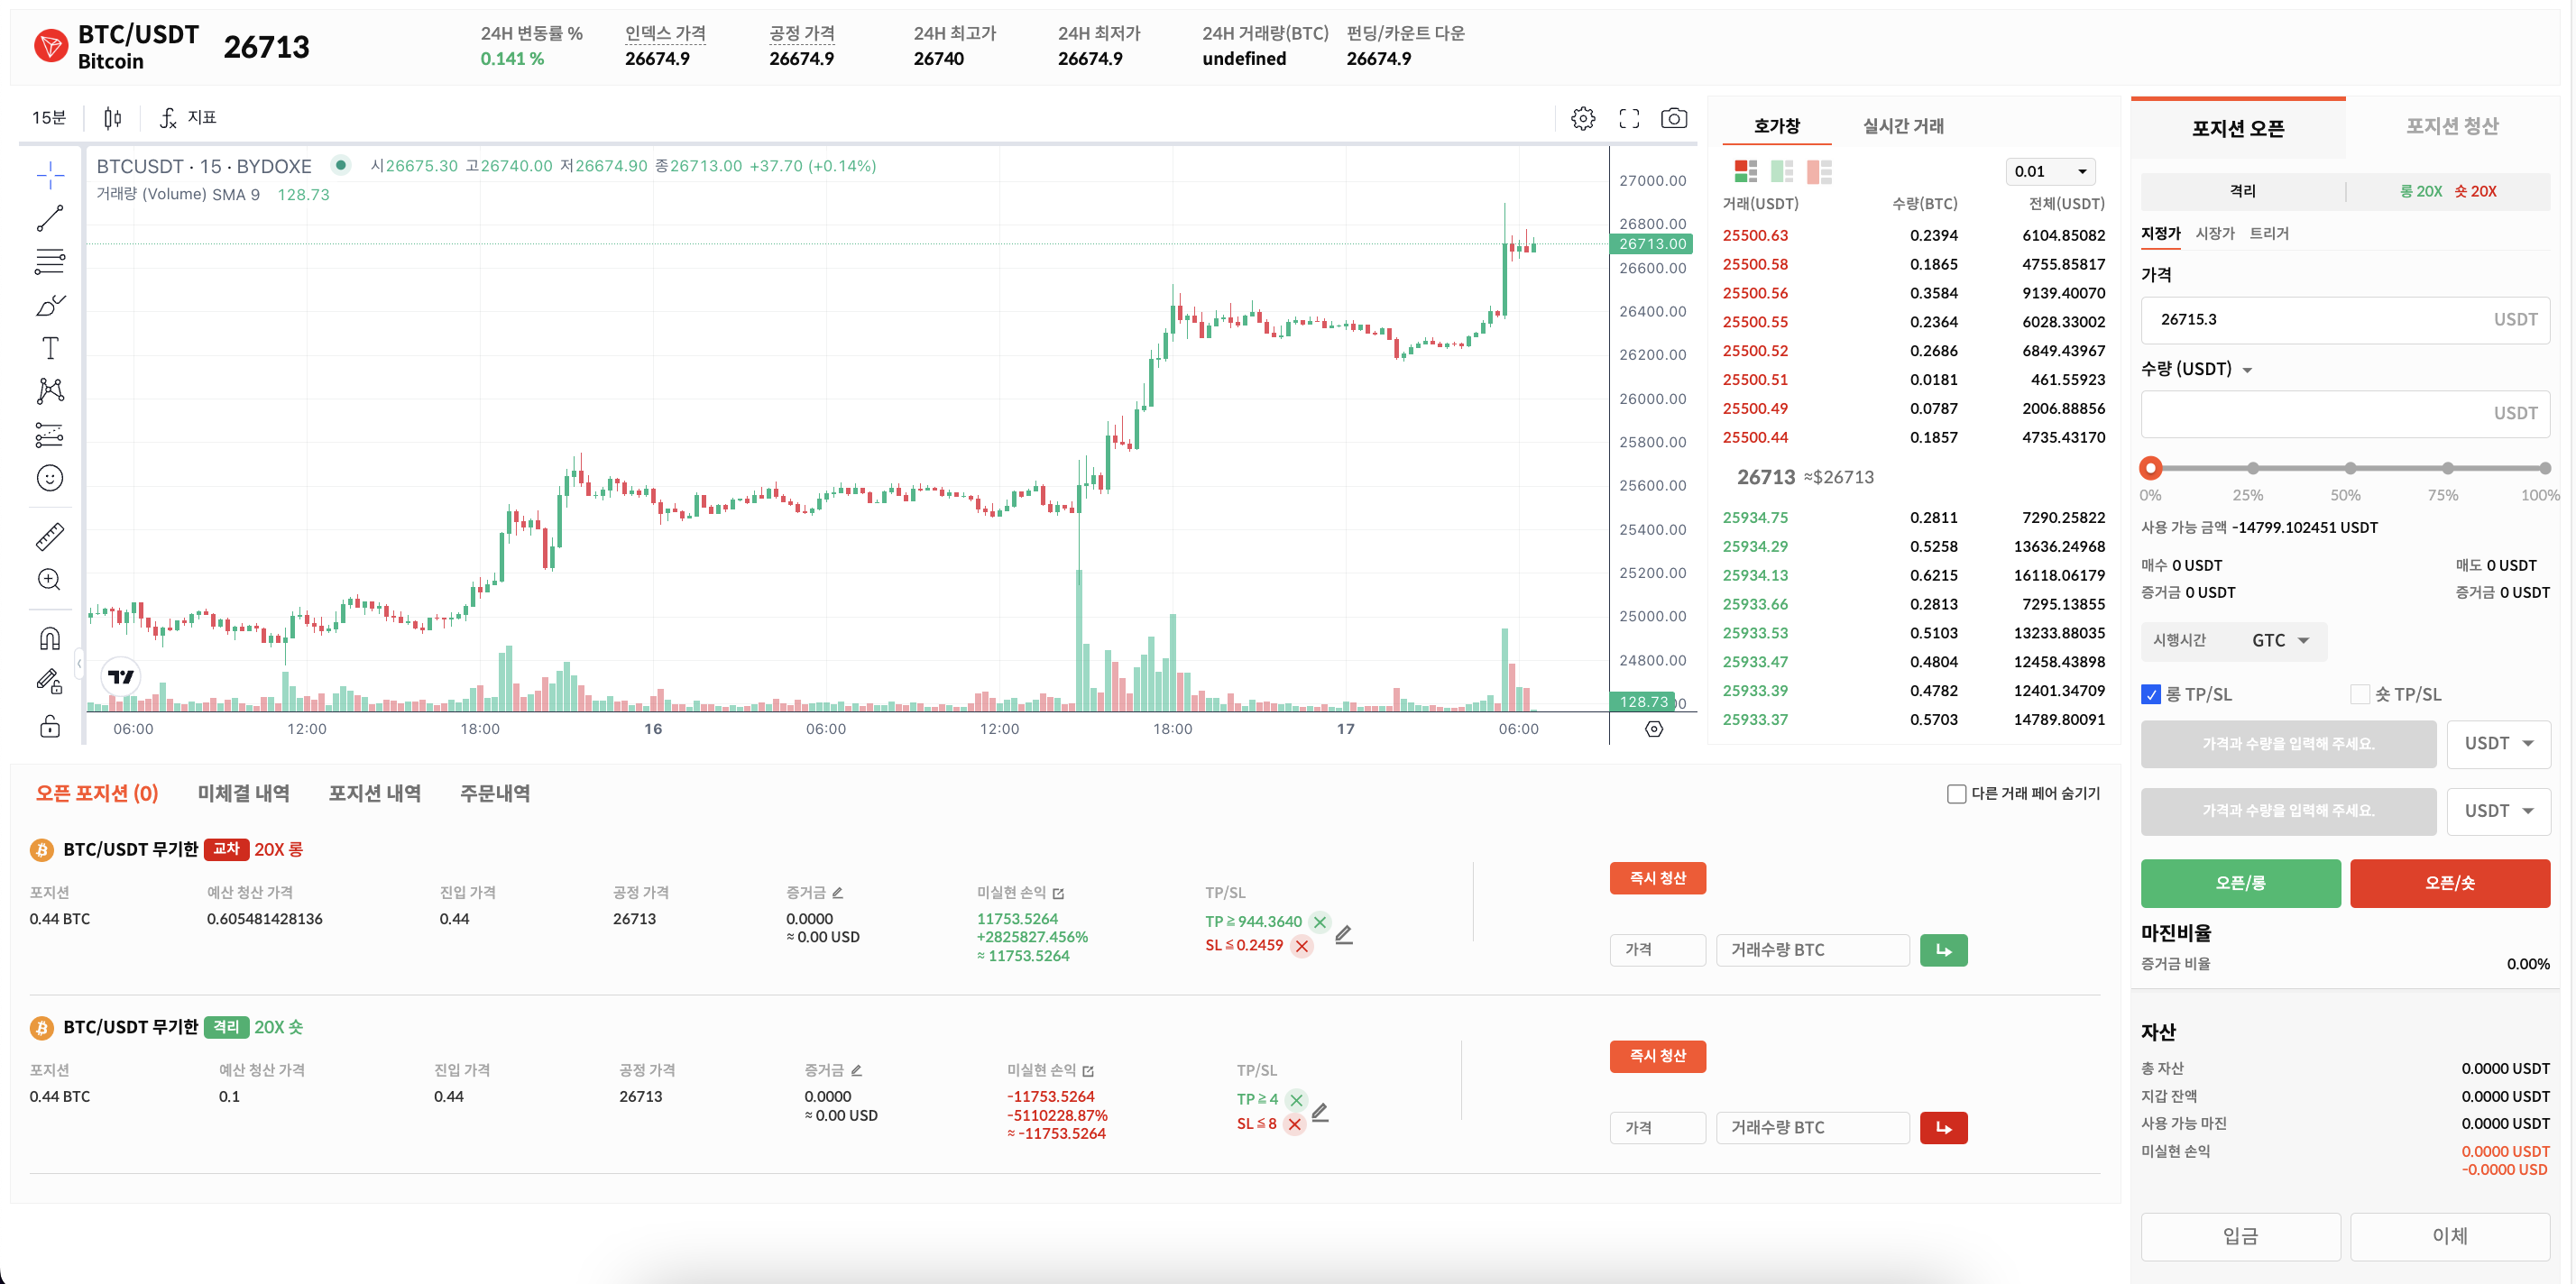 BTC/USDT
Bitcoin
26713
24H 변동률 %
0.141 %
인덱스 가격
26674.9
공정 가격
26674.9
24H 최고가
26740
24H 최저가
26674.9
24H 거래량(BTC)
undefined
펀딩/카운트 다운
26674.9
15분
지표
BTCUSDT · 15 · BYDOXE
시26675.30 고26740.00 저26674.90 종26713.00 +37.70 (+0.14%)
거래량 (Volume) SMA 9 128.73
27000.00
26800.00
26713.00
26600.00
26400.00
26200.00
26000.00
25800.00
25600.00
25400.00
25200.00
25000.00
24800.00
128.73
06:00 12:00 18:00 16 06:00 12:00 18:00 17 06:00
호가창 실시간 거래
0.01
거래(USDT) 수량(BTC) 전체(USDT)
25500.63 0.2394 6104.85082
25500.58 0.1865 4755.85817
25500.56 0.3584 9139.40070
25500.55 0.2364 6028.33002
25500.52 0.2686 6849.43967
25500.51 0.0181 461.55923
25500.49 0.0787 2006.88856
25500.44 0.1857 4735.43170
26713 ≈$26713
25934.75 0.2811 7290.25822
25934.29 0.5258 13636.24968
25934.13 0.6215 16118.06179
25933.66 0.2813 7295.13855
25933.53 0.5103 13233.88035
25933.47 0.4804 12458.43898
25933.39 0.4782 12401.34709
25933.37 0.5703 14789.80091
포지션 오픈 포지션 청산
격리 롱 20X 숏 20X
지정가 시장가 트리거
가격
26715.3 USDT
수량 (USDT)
USDT
0% 25% 50% 75% 100%
사용 가능 금액 -14799.102451 USDT
매수 0 USDT 매도 0 USDT
증거금 0 USDT 증거금 0 USDT
시행시간 GTC
롱 TP/SL 숏 TP/SL
가격과 수량을 입력해 주세요. USDT
가격과 수량을 입력해 주세요. USDT
오픈/롱 오픈/숏
마진비율
증거금 비율 0.00%
자산
총 자산 0.0000 USDT
지갑 잔액 0.0000 USDT
사용 가능 마진 0.0000 USDT
미실현 손익 0.0000 USDT
-0.0000 USD
입금 이체
오픈 포지션 (0) 미체결 내역 포지션 내역 주문내역
다른 거래 페어 숨기기
BTC/USDT 무기한 교차 20X 롱
포지션 예산 청산 가격 진입 가격 공정 가격 증거금 미실현 손익 TP/SL
0.44 BTC 0.605481428136 0.44 26713 0.0000 11753.5264 TP ≧ 944.3640
≈ 0.00 USD +2825827.456% SL ≦ 0.2459
≈ 11753.5264
즉시 청산
가격 거래수량 BTC
BTC/USDT 무기한 격리 20X 숏
포지션 예산 청산 가격 진입 가격 공정 가격 증거금 미실현 손익 TP/SL
0.44 BTC 0.1 0.44 26713 0.0000 -11753.5264 TP ≧ 4
≈ 0.00 USD -5110228.87% SL ≦ 8
≈ -11753.5264
즉시 청산
가격 거래수량 BTC